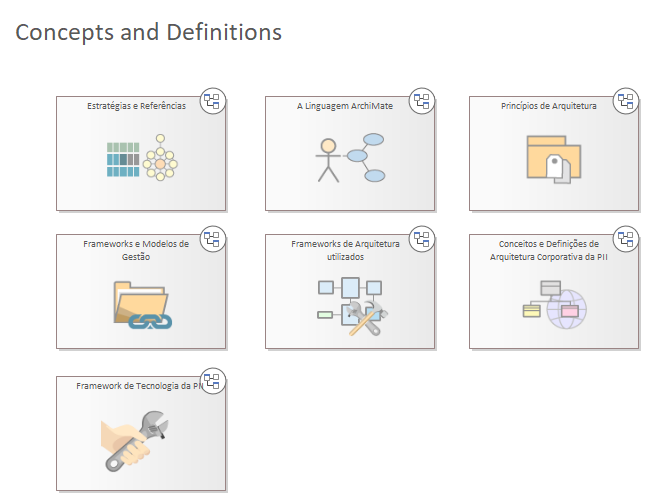 Concepts and Definitions
Estratégias e Referências
A Linguagem ArchiMate
Princípios de Arquitetura
Frameworks e Modelos de
Gestão
Frameworks de Arquitetura
utilizados
Conceitos e Definições de
Arquitetura Corporativa da PII
Framework de Tecnologia da